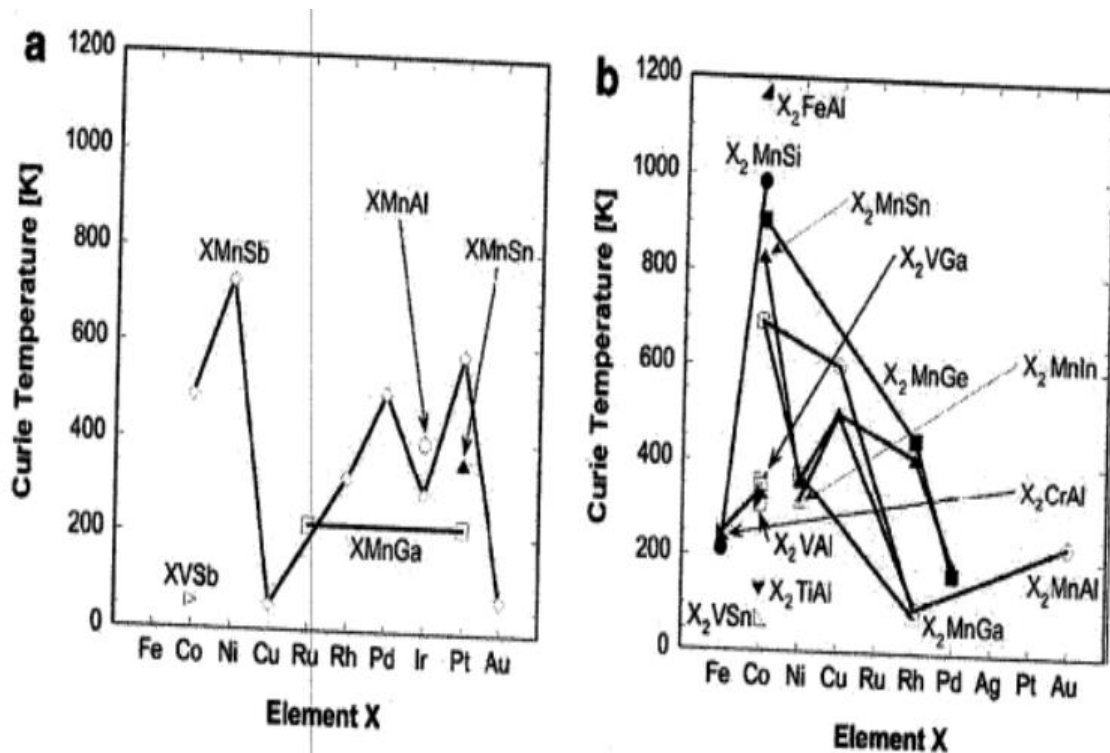 a
1200
1000
800
600
400
200
0
Curie Temperature [K]
XMnSb
XMnAl
XMnSn
XMnGa
XVSb
Fe Co Ni Cu Ru Rh Pd Ir Pt Au
Element X
b
1200
1000
800
600
400
200
0
Curie Temperature [K]
X₂FeAl
X₂MnSi
X₂MnSn
X₂VGa
X₂MnGe
X₂MnIn
X₂CrAl
X₂VAl
X₂TiAl
X₂VSn
X₂MnGa
X₂MnAl
Fe Co Ni Cu Ru Rh Pd Ag Pt Au
Element X